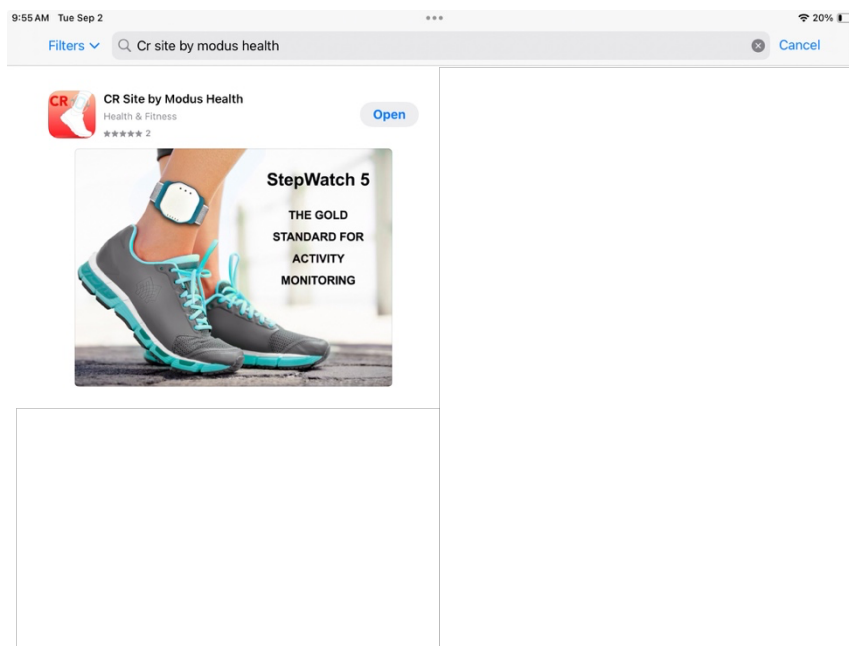 9:55 AM Tue Sep 2
20%
Filters
Cr site by modus health
Cancel
CR
CR Site by Modus Health
Health & Fitness
★★★★★ 2
Open
StepWatch 5
THE GOLD
STANDARD FOR
ACTIVITY
MONITORING